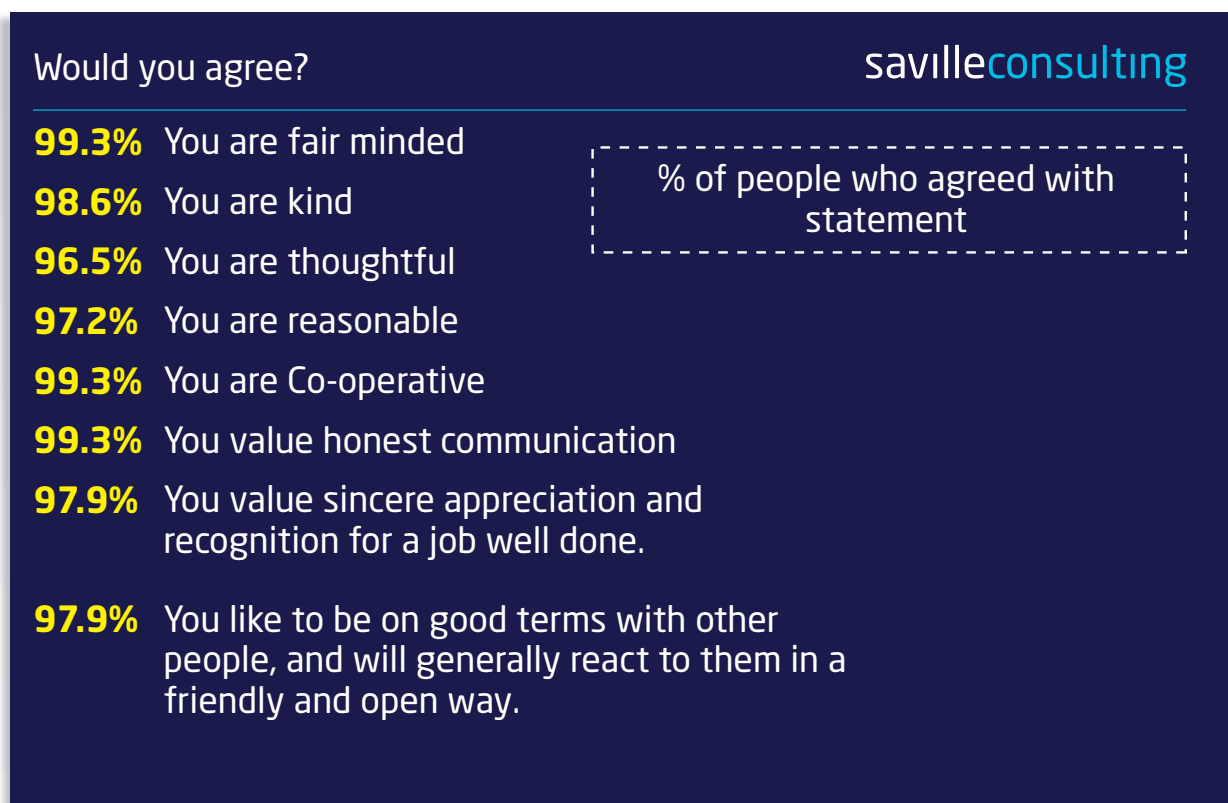 Would you agree?
savilleconsulting
99.3% You are fair minded
98.6% You are kind
96.5% You are thoughtful
97.2% You are reasonable
99.3% You are Co-operative
99.3% You value honest communication
97.9% You value sincere appreciation and
recognition for a job well done.
97.9% You like to be on good terms with other
people, and will generally react to them in a
friendly and open way.
% of people who agreed with
statement